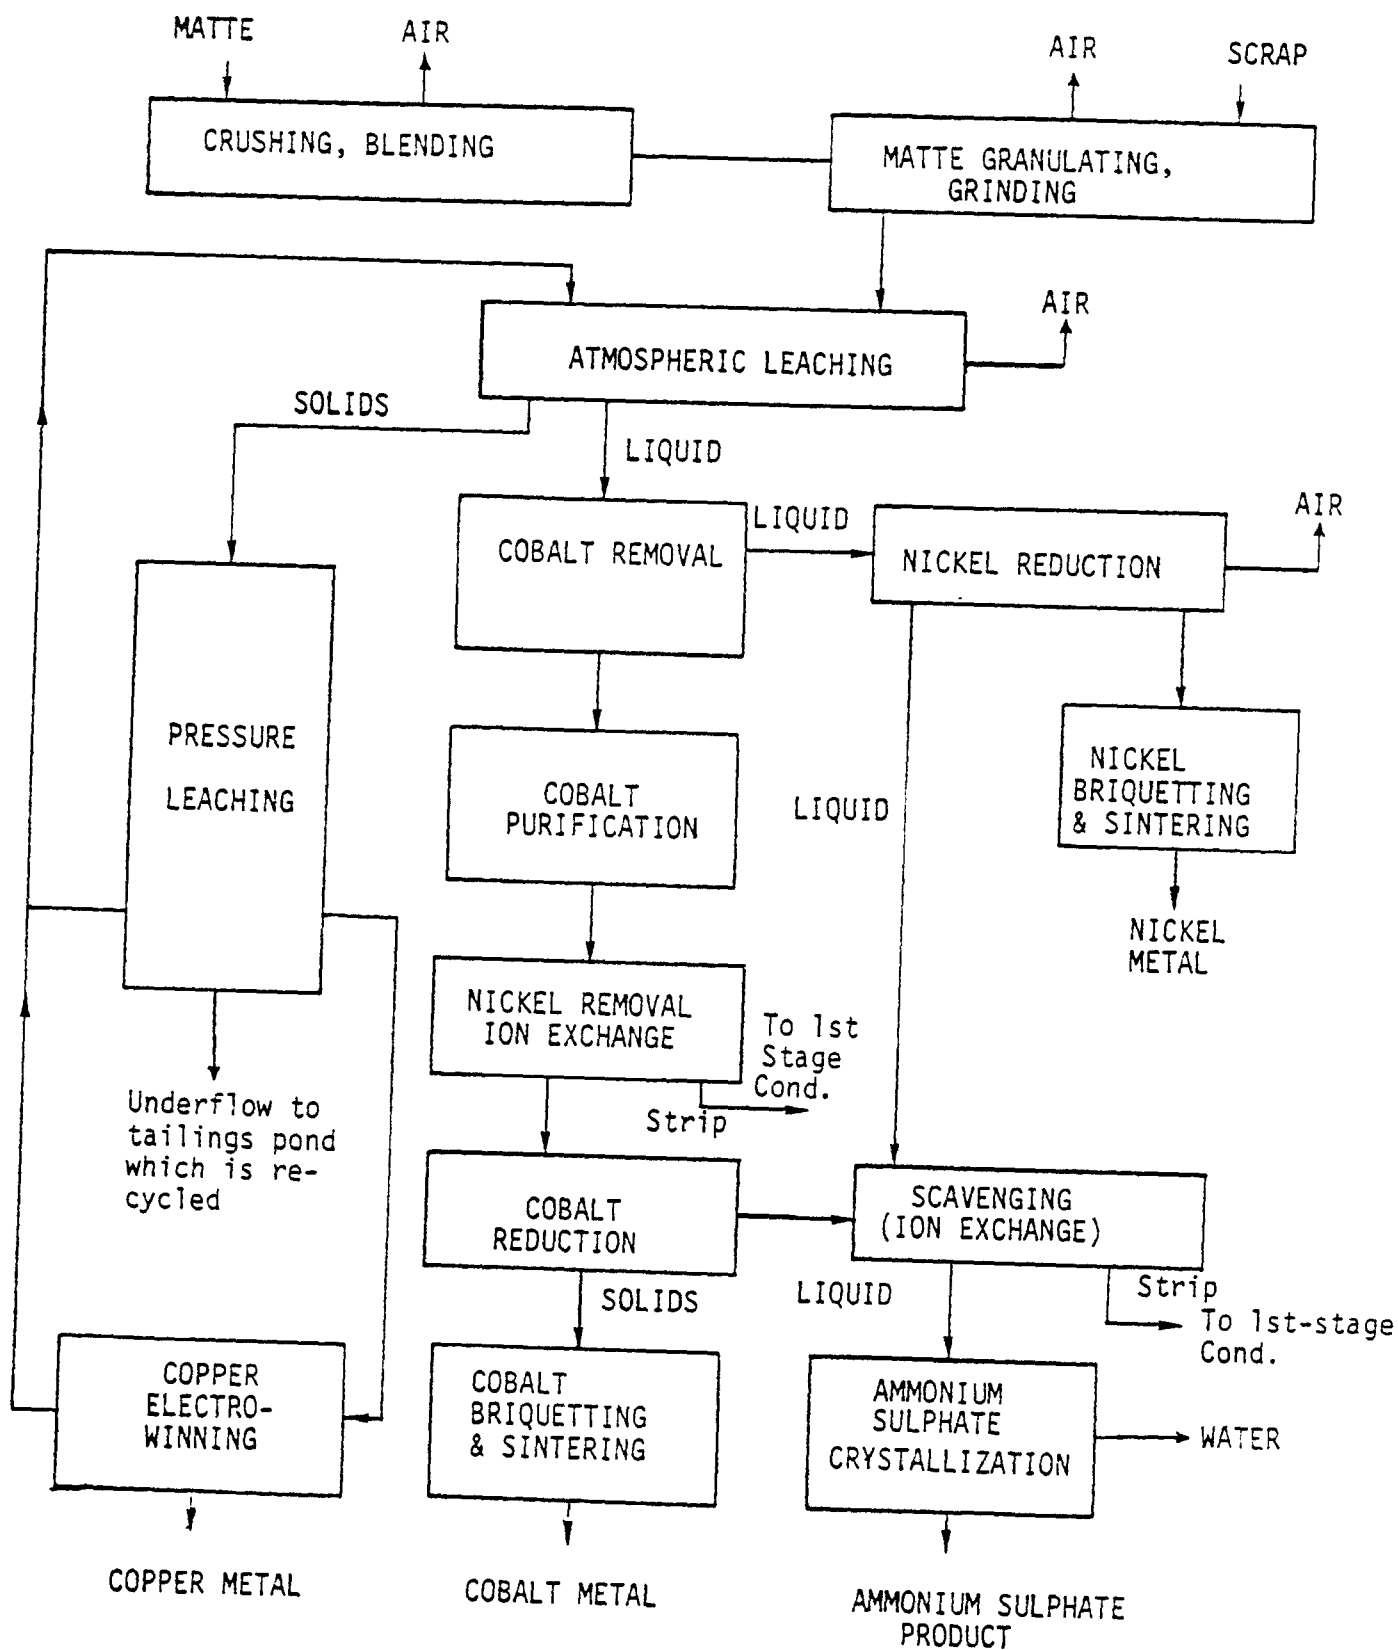 MATTE
AIR
AIR
SCRAP
CRUSHING, BLENDING
MATTE GRANULATING,
GRINDING
AIR
ATMOSPHERIC LEACHING
SOLIDS
LIQUID
LIQUID
AIR
COBALT REMOVAL
NICKEL REDUCTION
PRESSURE
LEACHING
COBALT
PURIFICATION
LIQUID
NICKEL
BRIQUETTING
& SINTERING
NICKEL
METAL
NICKEL REMOVAL
ION EXCHANGE
To 1st
Stage
Cond.
Strip
Underflow to
tailings pond
which is re-
cycled
COBALT
REDUCTION
SCAVENGING
(ION EXCHANGE)
SOLIDS
LIQUID
Strip
To 1st-stage
Cond.
COPPER
ELECTRO-
WINNING
COBALT
BRIQUETTING
& SINTERING
AMMONIUM
SULPHATE
CRYSTALLIZATION
WATER
COPPER METAL
COBALT METAL
AMMONIUM SULPHATE
PRODUCT